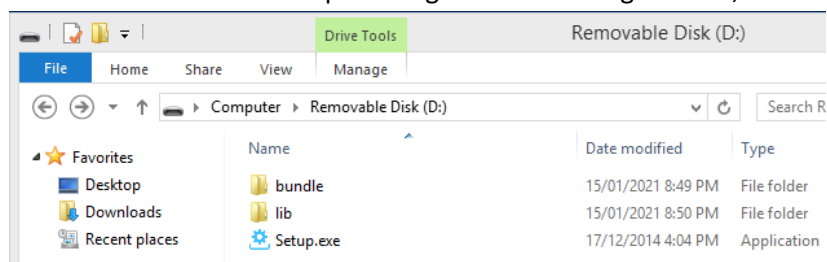 Drive Tools Removable Disk (D:)
File Home Share View Manage
Computer Removable Disk (D:) Search R
Favorites Name Date modified Type
Desktop bundle 15/01/2021 8:49 PM File folder
Downloads lib 15/01/2021 8:50 PM File folder
Recent places Setup.exe 17/12/2014 4:04 PM Application